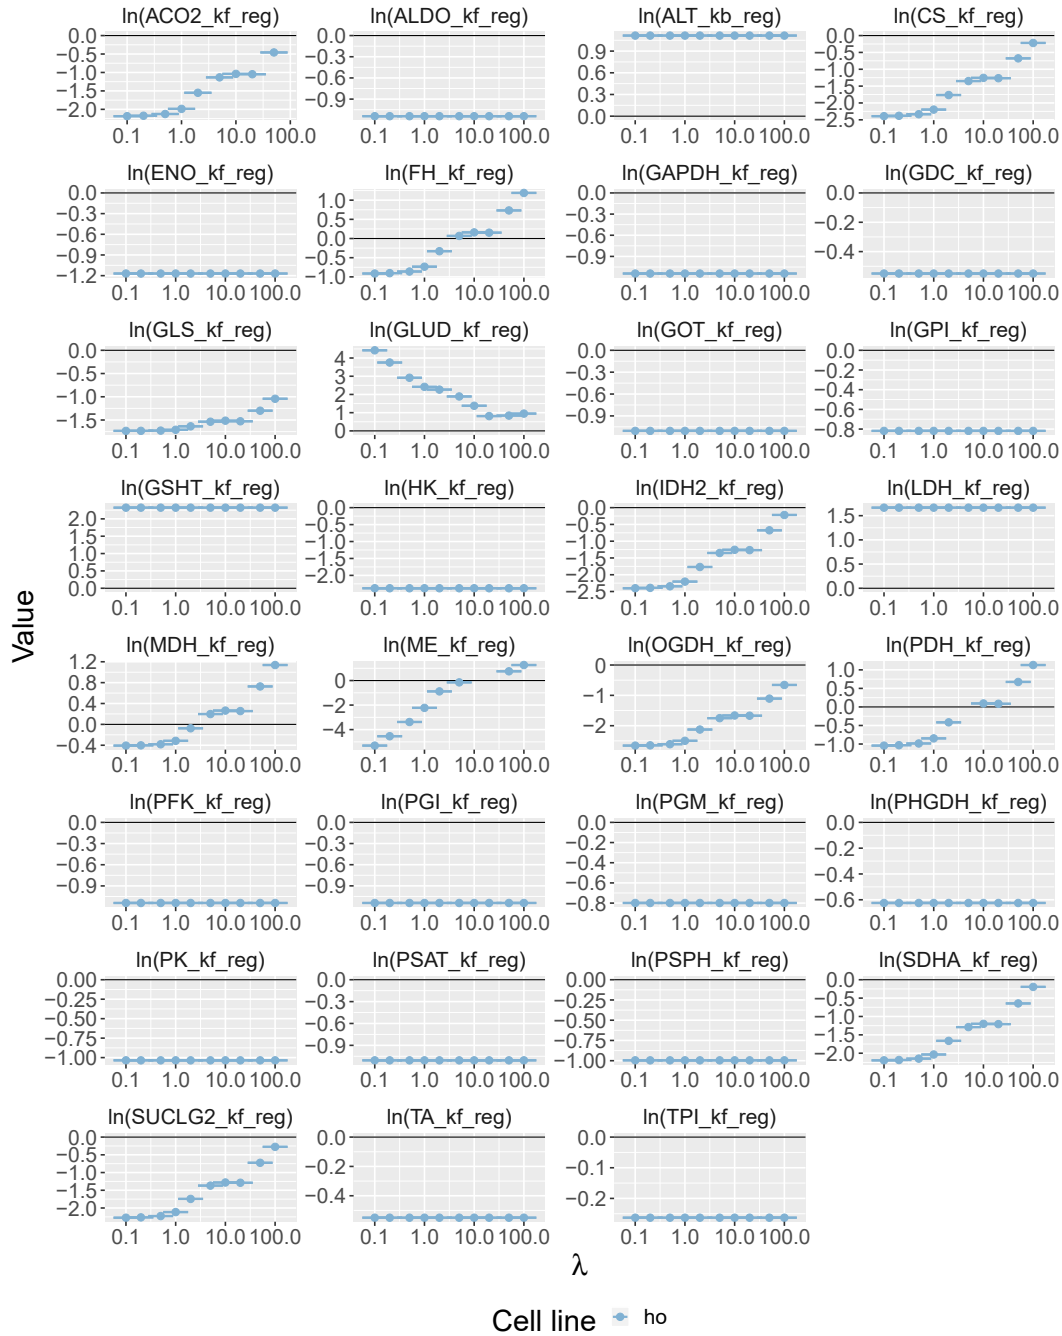 ln(ACO2_kf_reg) ln(ALDO_kf_reg) ln(ALT_kb_reg) ln(CS_kf_reg)
0.0 −0.5 −1.0 −1.5 −2.0
0.0 −0.3 −0.6 −0.9
0.9 0.6 0.3 0.0
0.0 −0.5 −1.0 −1.5 −2.0 −2.5
0.1 1.0 10.0 100.0 0.1 1.0 10.0 100.0 0.1 1.0 10.0 100.0 0.1 1.0 10.0 100.0
ln(ENO_kf_reg) ln(FH_kf_reg) ln(GAPDH_kf_reg) ln(GDC_kf_reg)
0.0 −0.3 −0.6 −0.9 −1.2
1.0 0.5 0.0 −0.5 −1.0
0.0 −0.3 −0.6 −0.9
0.0 −0.2 −0.4
0.1 1.0 10.0 100.0 0.1 1.0 10.0 100.0 0.1 1.0 10.0 100.0 0.1 1.0 10.0 100.0
ln(GLS_kf_reg) ln(GLUD_kf_reg) ln(GOT_kf_reg) ln(GPI_kf_reg)
0.0 −0.5 −1.0 −1.5
4 3 2 1 0
0.0 −0.3 −0.6 −0.9
0.0 −0.2 −0.4 −0.6 −0.8
0.1 1.0 10.0 100.0 0.1 1.0 10.0 100.0 0.1 1.0 10.0 100.0 0.1 1.0 10.0 100.0
ln(GSHT_kf_reg) ln(HK_kf_reg) ln(IDH2_kf_reg) ln(LDH_kf_reg)
2.0 1.5 1.0 0.5 0.0
0.0 −0.5 −1.0 −1.5 −2.0
0.0 −0.5 −1.0 −1.5 −2.0 −2.5
1.5 1.0 0.5 0.0
0.1 1.0 10.0 100.0 0.1 1.0 10.0 100.0 0.1 1.0 10.0 100.0 0.1 1.0 10.0 100.0
Value
ln(MDH_kf_reg) ln(ME_kf_reg) ln(OGDH_kf_reg) ln(PDH_kf_reg)
1.2 0.8 0.4 0.0 −0.4
0 −2 −4
0 −1 −2
1.0 0.5 0.0 −0.5 −1.0
0.1 1.0 10.0 100.0 0.1 1.0 10.0 100.0 0.1 1.0 10.0 100.0 0.1 1.0 10.0 100.0
ln(PFK_kf_reg) ln(PGI_kf_reg) ln(PGM_kf_reg) ln(PHGDH_kf_reg)
0.0 −0.3 −0.6 −0.9
0.0 −0.3 −0.6 −0.9
0.0 −0.2 −0.4 −0.6 −0.8
0.0 −0.2 −0.4 −0.6
0.1 1.0 10.0 100.0 0.1 1.0 10.0 100.0 0.1 1.0 10.0 100.0 0.1 1.0 10.0 100.0
ln(PK_kf_reg) ln(PSAT_kf_reg) ln(PSPH_kf_reg) ln(SDHA_kf_reg)
0.00 −0.25 −0.50 −0.75 −1.00
0.0 −0.3 −0.6 −0.9
0.00 −0.25 −0.50 −0.75 −1.00
0.0 −0.5 −1.0 −1.5 −2.0
0.1 1.0 10.0 100.0 0.1 1.0 10.0 100.0 0.1 1.0 10.0 100.0 0.1 1.0 10.0 100.0
ln(SUCLG2_kf_reg) ln(TA_kf_reg) ln(TPI_kf_reg)
0.0 −0.5 −1.0 −1.5 −2.0
0.0 −0.2 −0.4
0.0 −0.1 −0.2
0.1 1.0 10.0 100.0 0.1 1.0 10.0 100.0 0.1 1.0 10.0 100.0
λ
Cell line ho